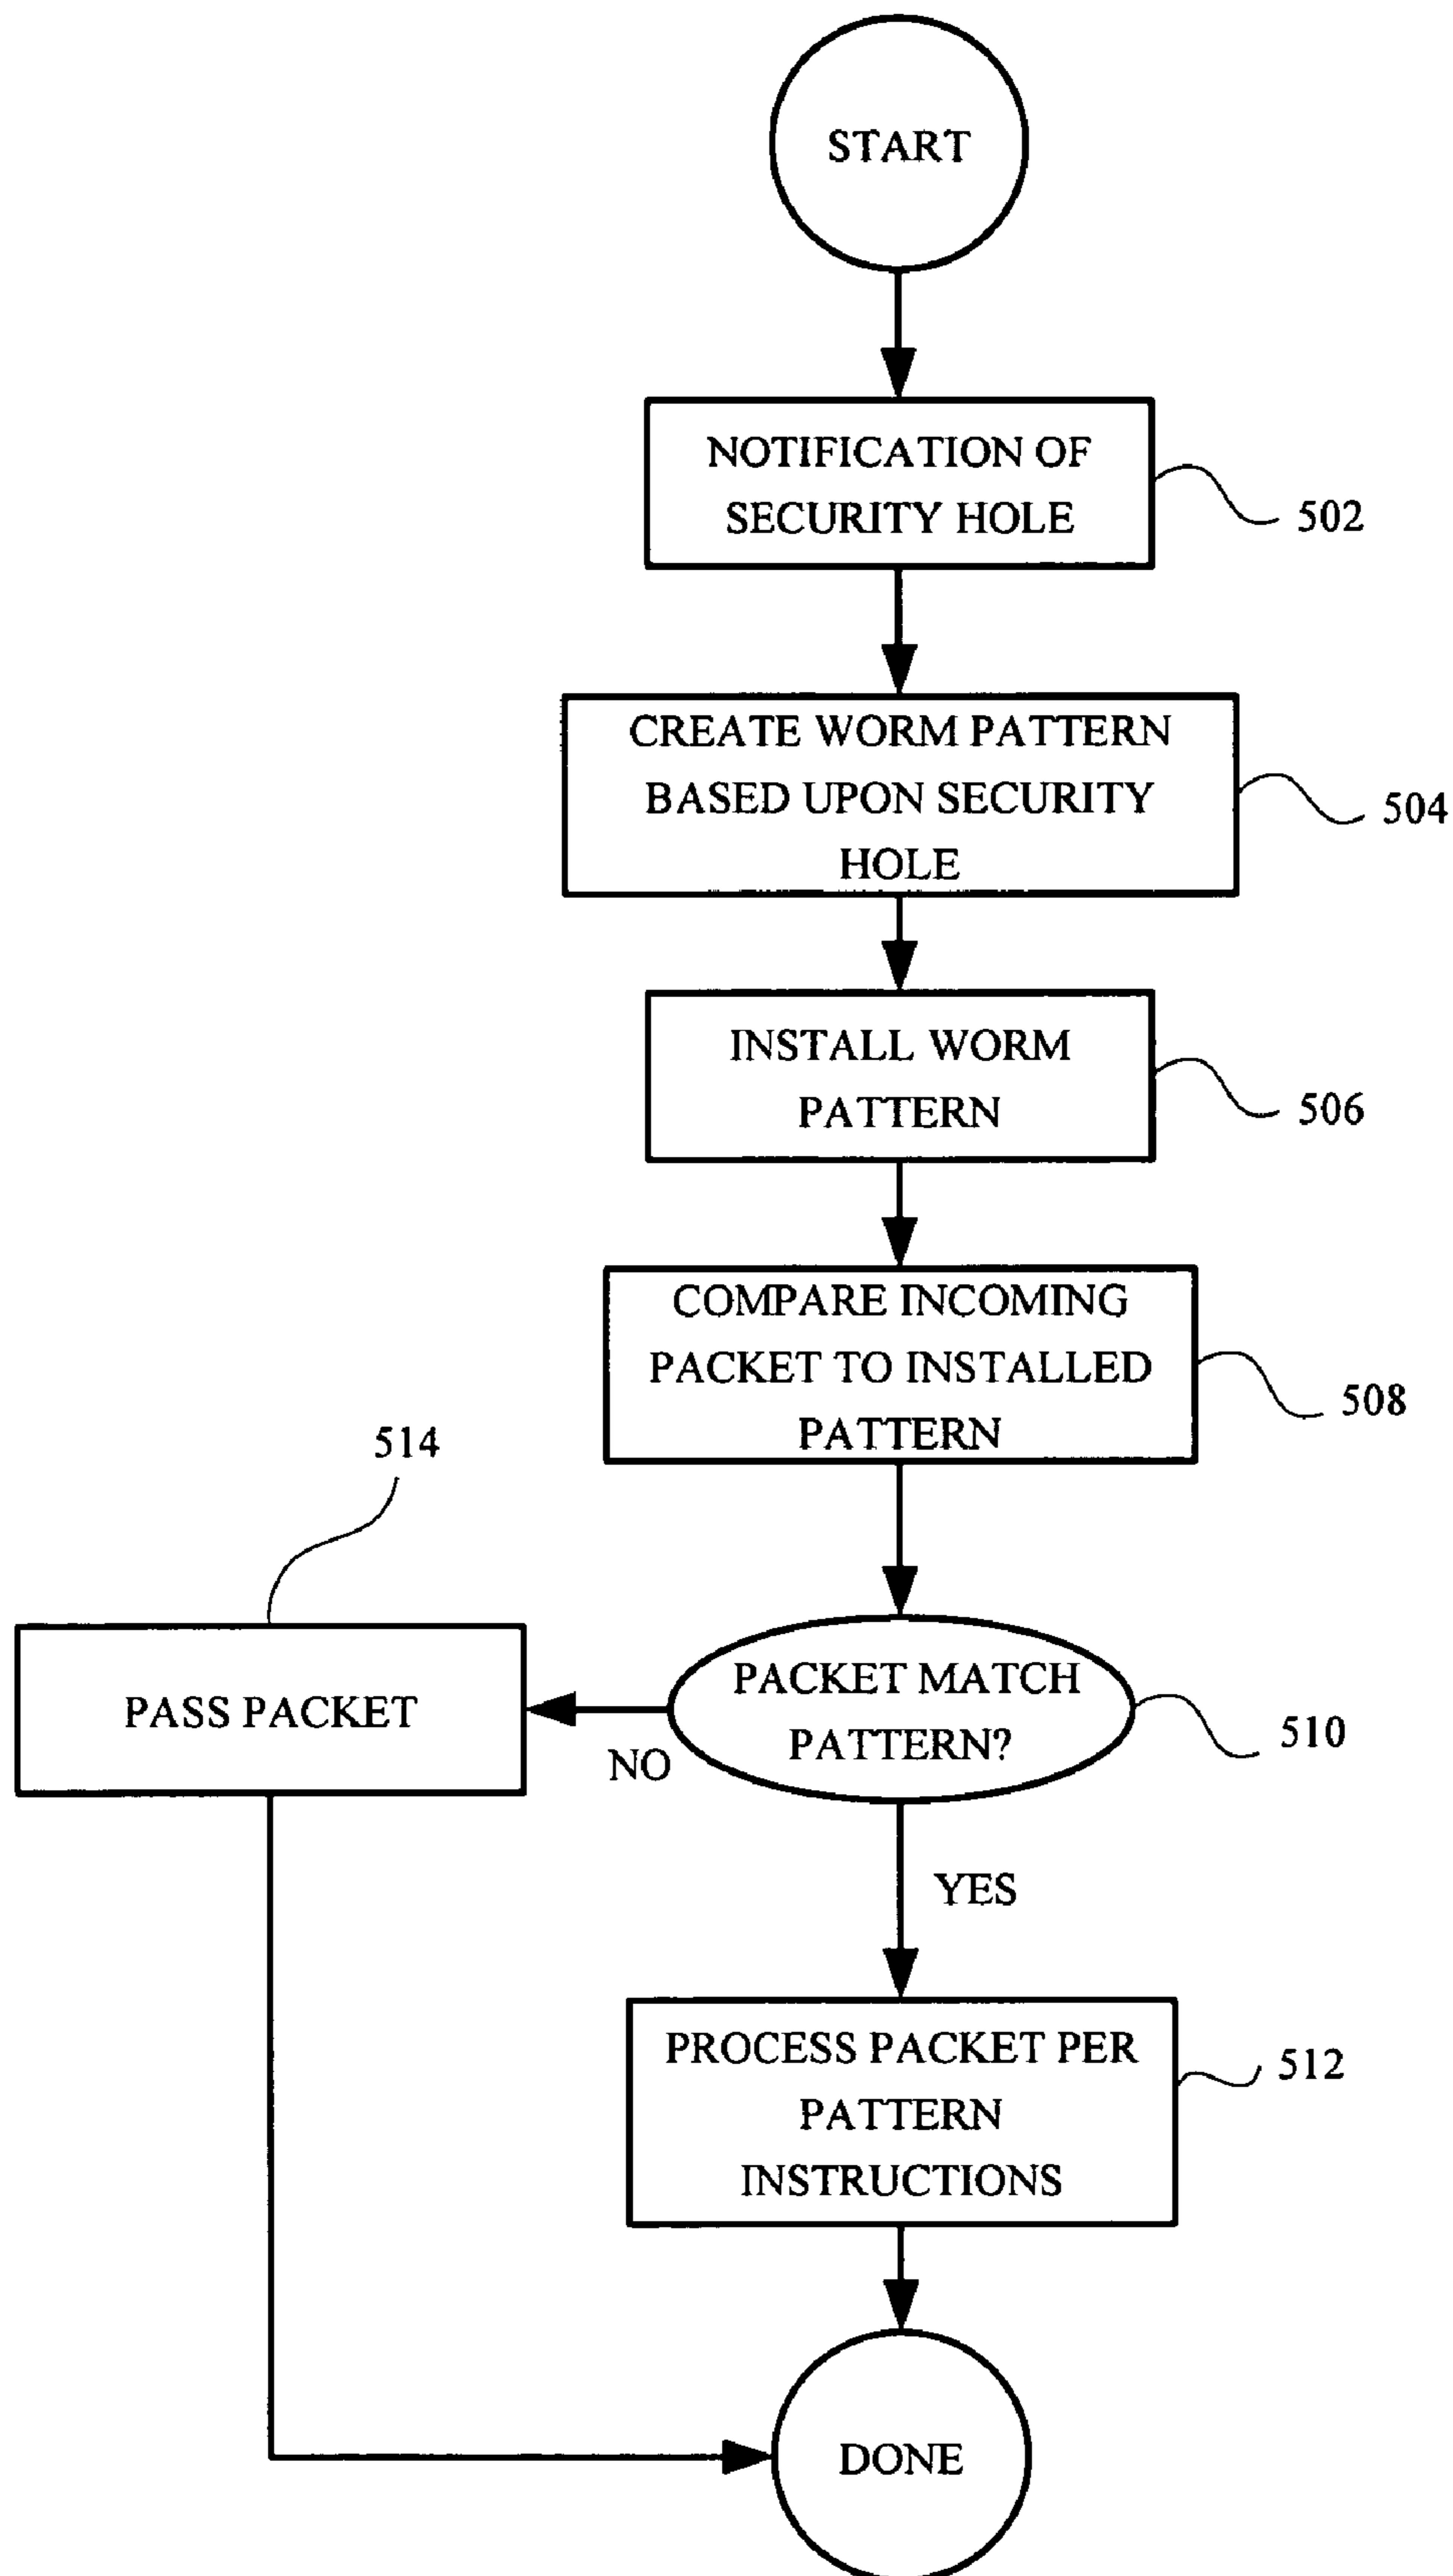 START
NOTIFICATION OF
SECURITY HOLE
502
CREATE WORM PATTERN
BASED UPON SECURITY
HOLE
504
INSTALL WORM
PATTERN
506
COMPARE INCOMING
PACKET TO INSTALLED
PATTERN
508
514
PASS PACKET
NO
PACKET MATCH
PATTERN?
510
YES
PROCESS PACKET PER
PATTERN
INSTRUCTIONS
512
DONE